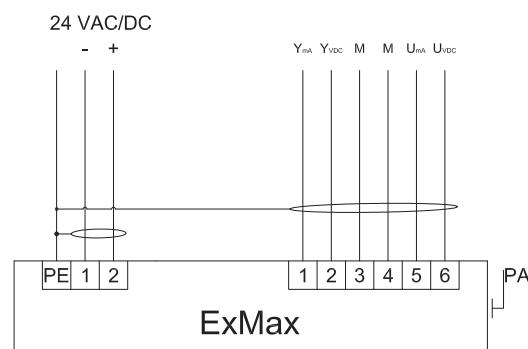 24 VAC/DC
- +
YmA YVDC M M UmA UVDC
PE 1 2 1 2 3 4 5 6
PA
ExMax